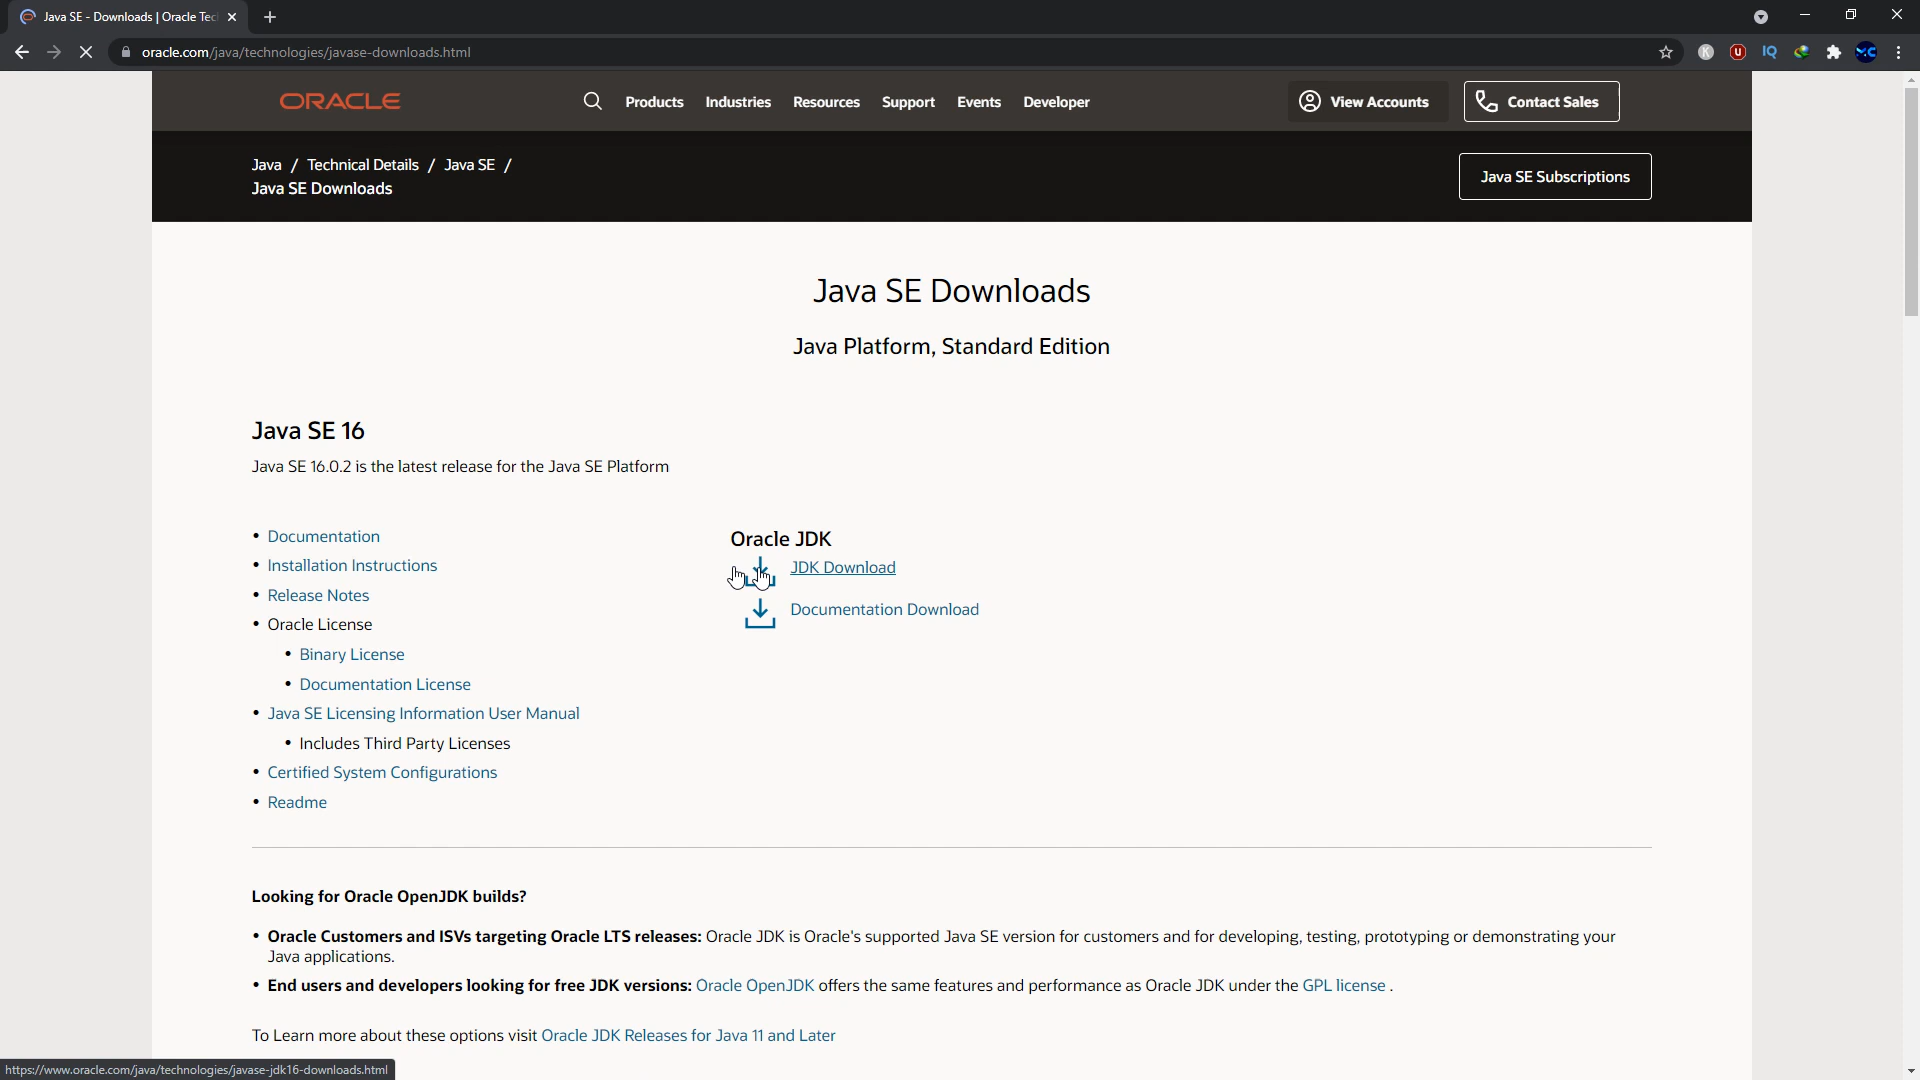 Java SE - Downloads | Oracle Tec
oracle.com/java/technologies/javase-downloads.html
K
U
IQ
ORACLE
Products
Industries
Resources
Support
Events
Developer
View Accounts
Contact Sales
Java / Technical Details / Java SE /
Java SE Downloads
Java SE Subscriptions
Java SE Downloads
Java Platform, Standard Edition
Java SE 16
Java SE 16.0.2 is the latest release for the Java SE Platform
• Documentation
• Installation Instructions
• Release Notes
• Oracle License
• Binary License
• Documentation License
• Java SE Licensing Information User Manual
• Includes Third Party Licenses
• Certified System Configurations
• Readme
Oracle JDK
JDK Download
Documentation Download
Looking for Oracle OpenJDK builds?
• Oracle Customers and ISVs targeting Oracle LTS releases: Oracle JDK is Oracle's supported Java SE version for customers and for developing, testing, prototyping or demonstrating your
Java applications.
• End users and developers looking for free JDK versions: Oracle OpenJDK offers the same features and performance as Oracle JDK under the GPL license .
To Learn more about these options visit Oracle JDK Releases for Java 11 and Later
https://www.oracle.com/java/technologies/javase-jdk16-downloads.html